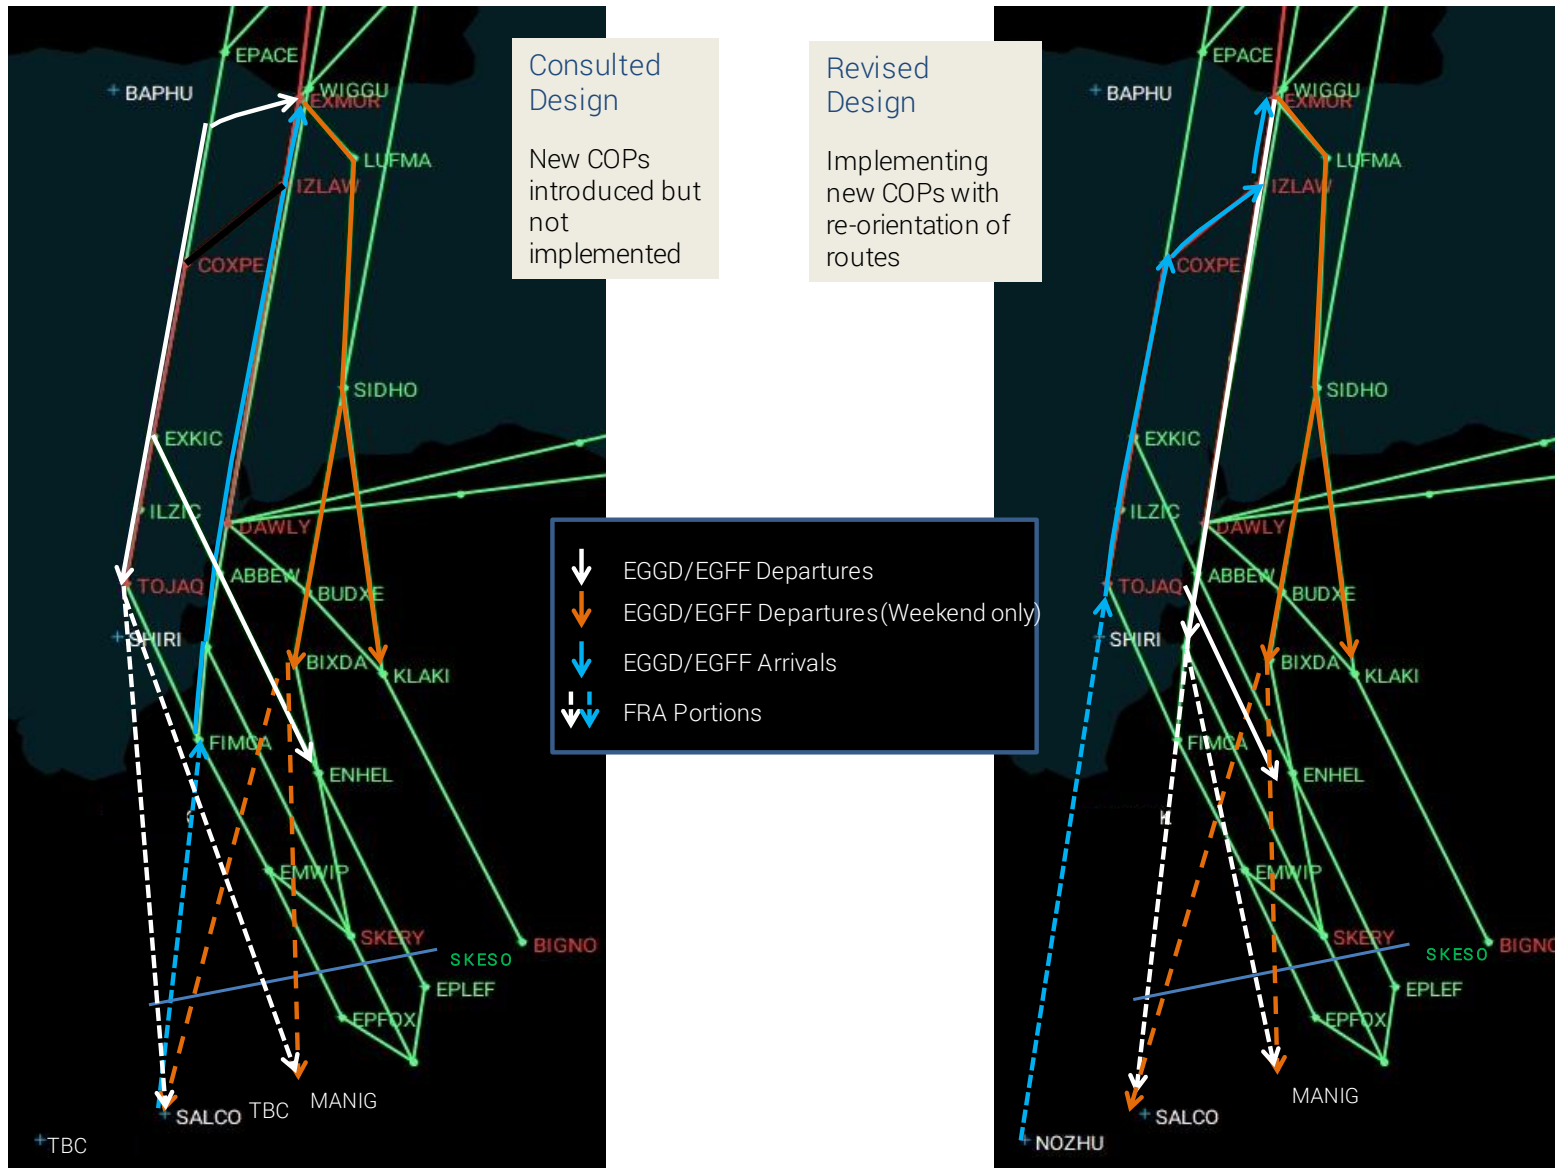 EPACE
BAPHU
WIGGU
EXMOR
LUFMA
IZLAW
COXPE
SIDHO
EXKIC
ILZIC
DAWLY
TOJAQ
ABBEW
BUDXE
SHIRI
BIXDA
KLAKI
FIMCA
ENHEL
EMWIP
SKERY
BIGNO
SKESO
EPLEF
EPFOX
MANIG
SALCO
TBC
TBC
Consulted
Design
New COPs
introduced but
not
implemented
Revised
Design
Implementing
new COPs with
re-orientation of
routes
EGGD/EGFF Departures
EGGD/EGFF Departures(Weekend only)
EGGD/EGFF Arrivals
FRA Portions
EPACE
BAPHU
WIGGU
EXMOR
LUFMA
IZLAW
COXPE
SIDHO
EXKIC
ILZIC
DAWLY
TOJAQ
ABBEW
BUDXE
SHIRI
BIXDA
KLAKI
FIMCA
ENHEL
EMWIP
SKERY
BIGNO
SKESO
EPLEF
EPFOX
MANIG
SALCO
NOZHU